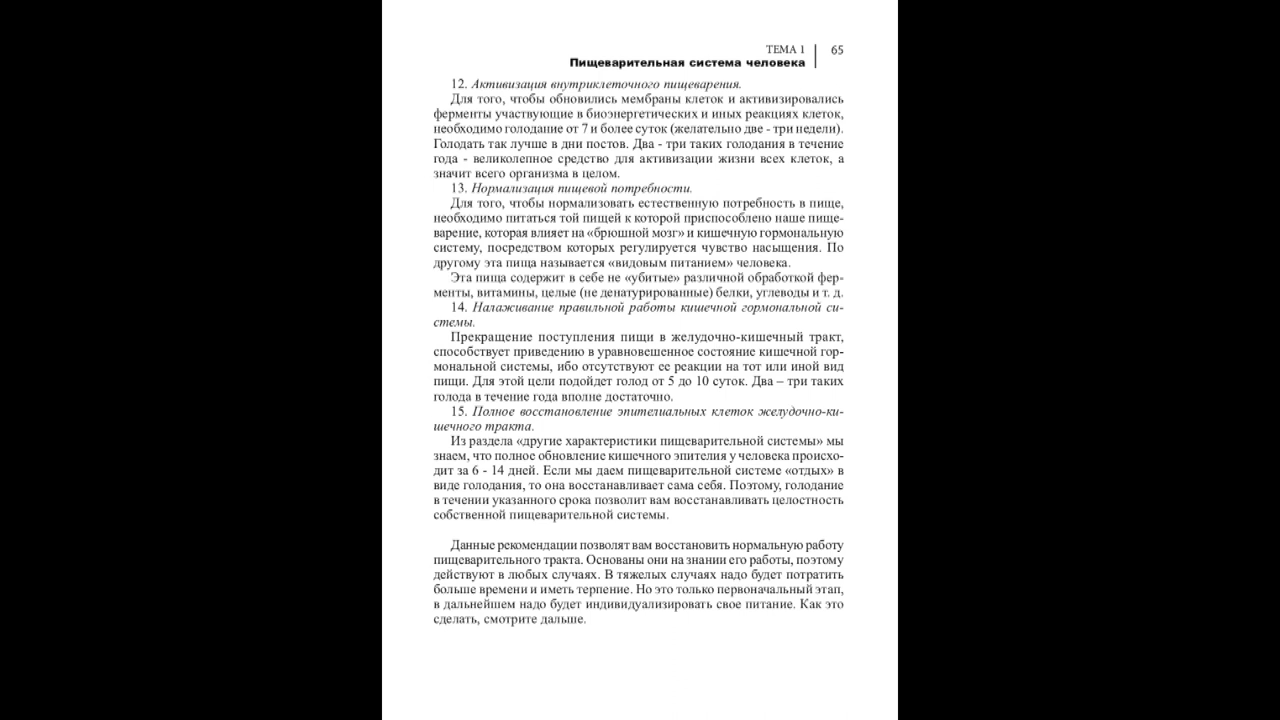 ТЕМА 1 65
Пищеварительная система человека
12. Активизация внутриклеточного пищеварения.
Для того, чтобы обновились мембраны клеток и активизировались
ферменты участвующие в биоэнергетических и иных реакциях клеток,
необходимо голодание от 7 и более суток (желательно две - три недели).
Голодать так лучше в дни постов. Два - три таких голодания в течение
года - великолепное средство для активизации жизни всех клеток, а
значит всего организма в целом.
13. Нормализация пищевой потребности.
Для того, чтобы нормализовать естественную потребность в пище,
необходимо питаться той пищей к которой приспособлено наше пище-
варение, которая влияет на «брюшной мозг» и кишечную гормональную
систему, посредством которых регулируется чувство насыщения. По
другому эта пища называется «видовым питанием» человека.
Эта пища содержит в себе не «убитые» различной обработкой фер-
менты, витамины, целые (не денатурированные) белки, углеводы и т. д.
14. Налаживание правильной работы кишечной гормональной си-
стемы.
Прекращение поступления пищи в желудочно-кишечный тракт,
способствует приведению в уравновешенное состояние кишечной гор-
мональной системы, ибо отсутствуют ее реакции на тот или иной вид
пищи. Для этой цели подойдет голод от 5 до 10 суток. Два – три таких
голода в течение года вполне достаточно.
15. Полное восстановление эпителиальных клеток желудочно-ки-
шечного тракта.
Из раздела «другие характеристики пищеварительной системы» мы
знаем, что полное обновление кишечного эпителия у человека происхо-
дит за 6 - 14 дней. Если мы даем пищеварительной системе «отдых» в
виде голодания, то она восстанавливает сама себя. Поэтому, голодание
в течении указанного срока позволит вам восстанавливать целостность
собственной пищеварительной системы.
Данные рекомендации позволят вам восстановить нормальную работу
пищеварительного тракта. Основаны они на знании его работы, поэтому
действуют в любых случаях. В тяжелых случаях надо будет потратить
больше времени и иметь терпение. Но это только первоначальный этап,
в дальнейшем надо будет индивидуализировать свое питание. Как это
сделать, смотрите дальше.